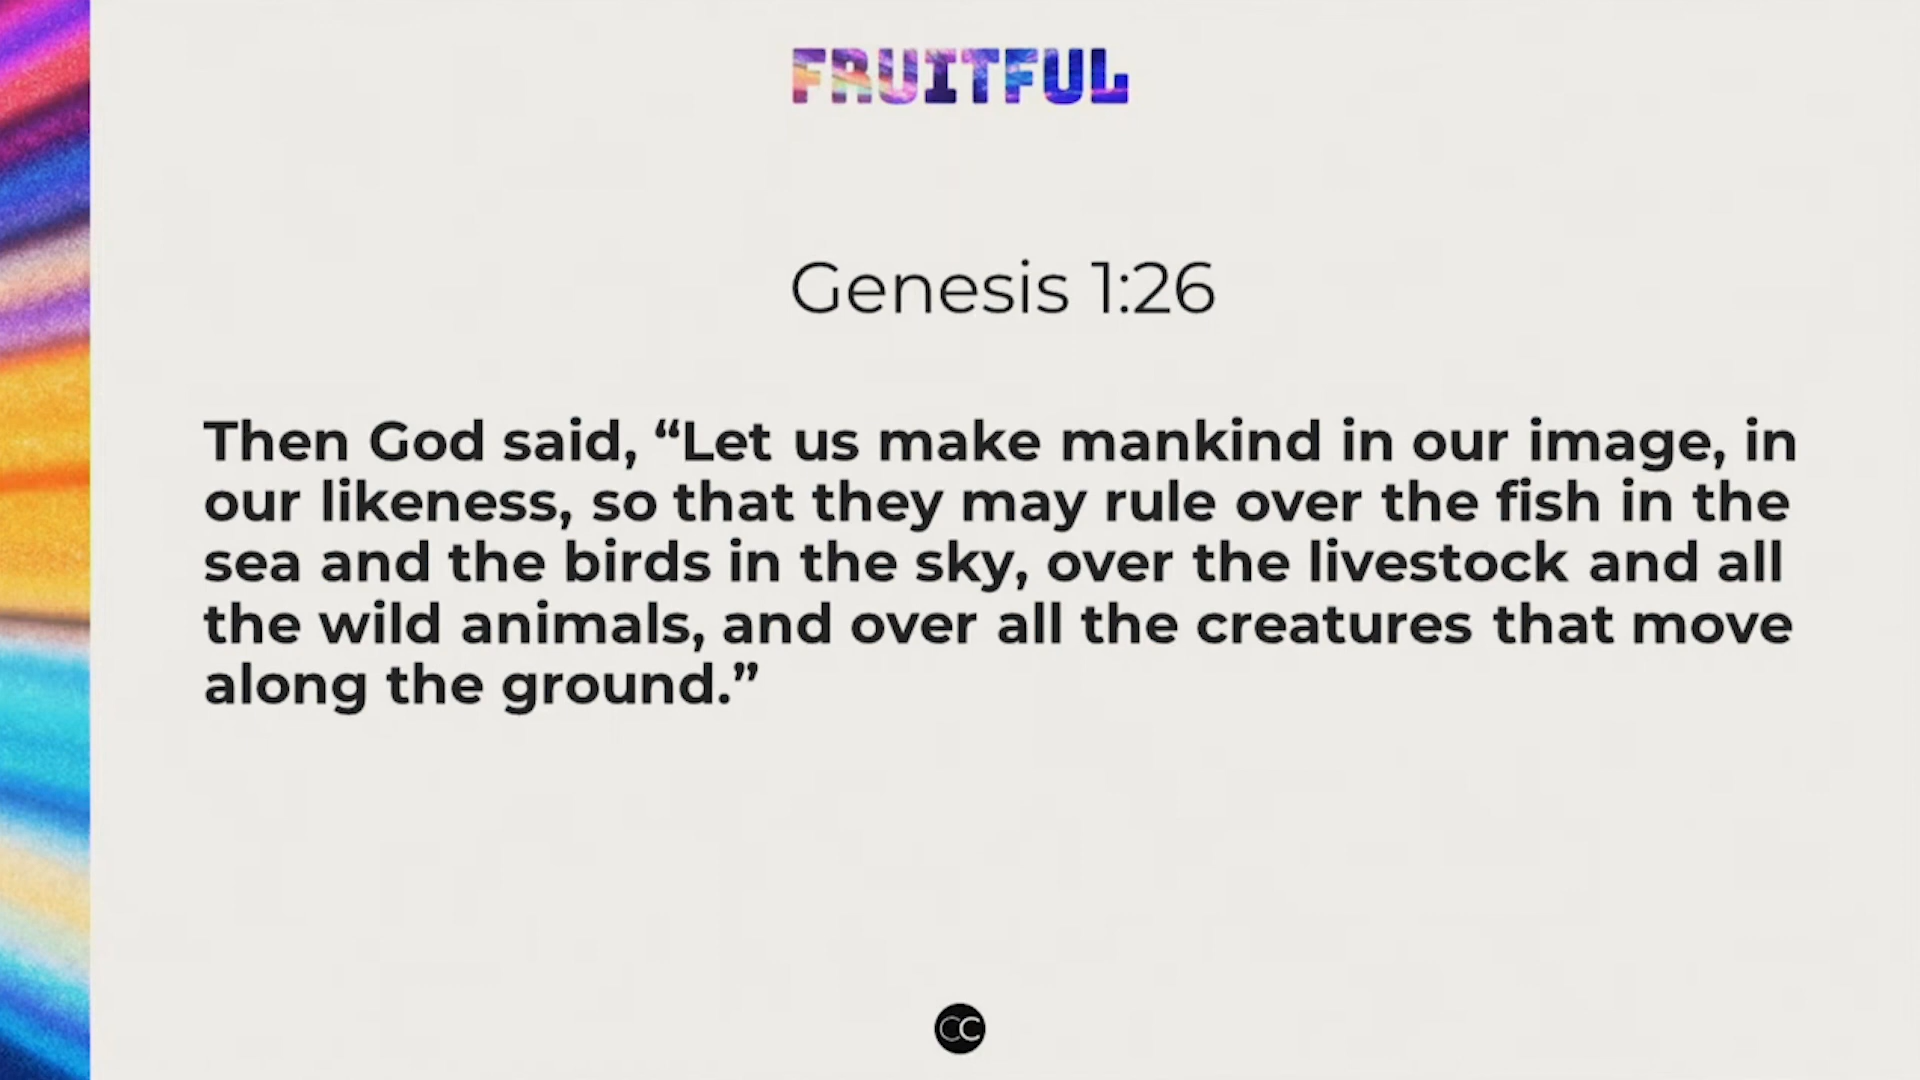 FRUITFUL
Genesis 1:26
Then God said, “Let us make mankind in our image, in
our likeness, so that they may rule over the fish in the
sea and the birds in the sky, over the livestock and all
the wild animals, and over all the creatures that move
along the ground.”
CC